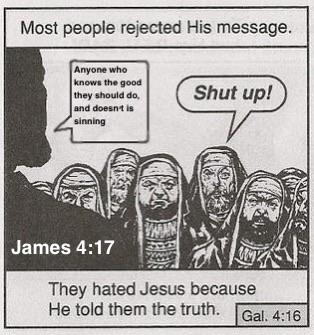 Most people rejected His message.
Anyone who
knows the good
they should do,
and doesn't is
sinning
Shut up!
James 4:17
They hated Jesus because
He told them the truth.
Gal. 4:16